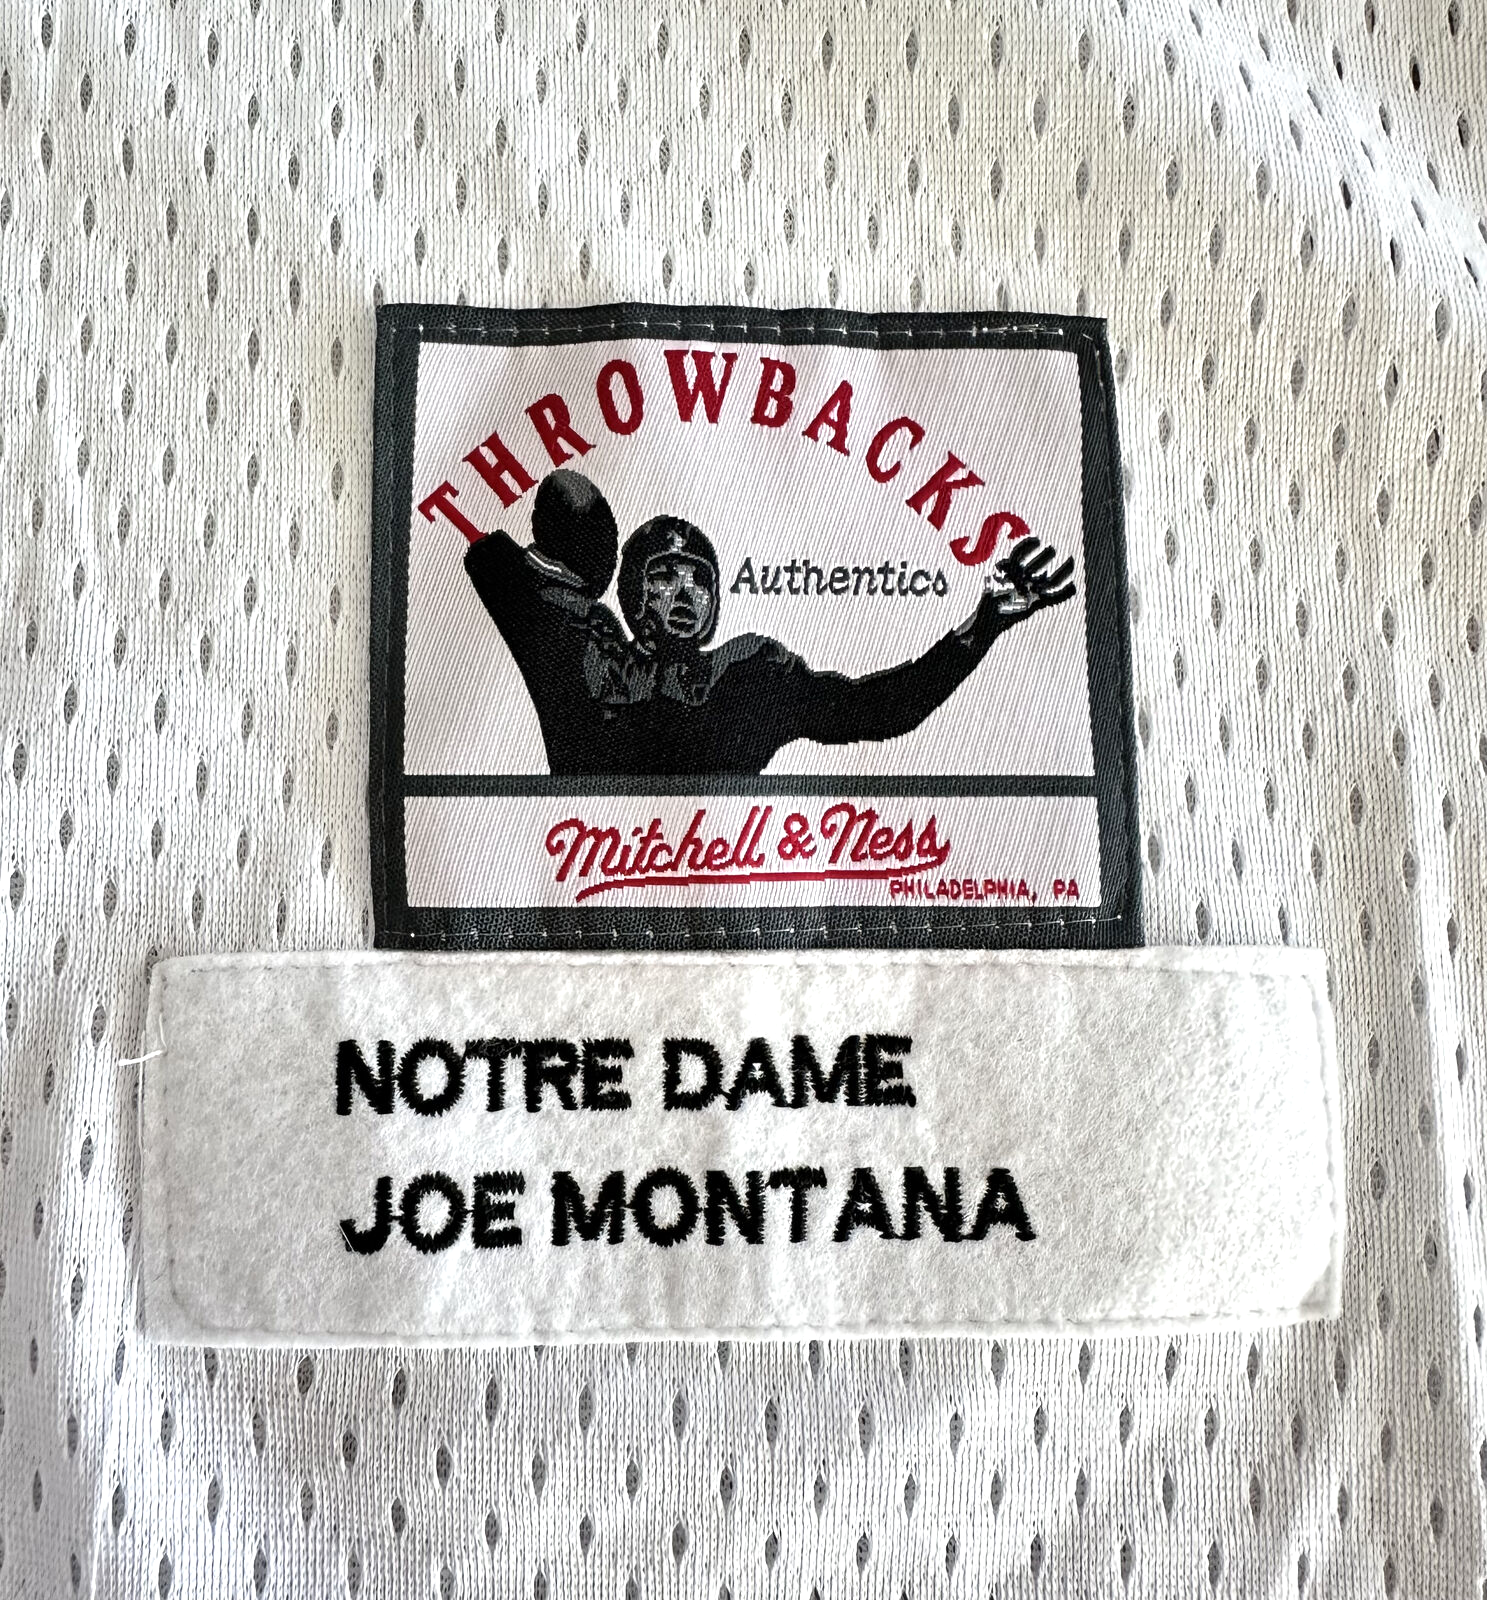 THROWBACKS
Authentics
Mitchell & Ness
PHILADELPHIA, PA
NOTRE DAME
JOE MONTANA